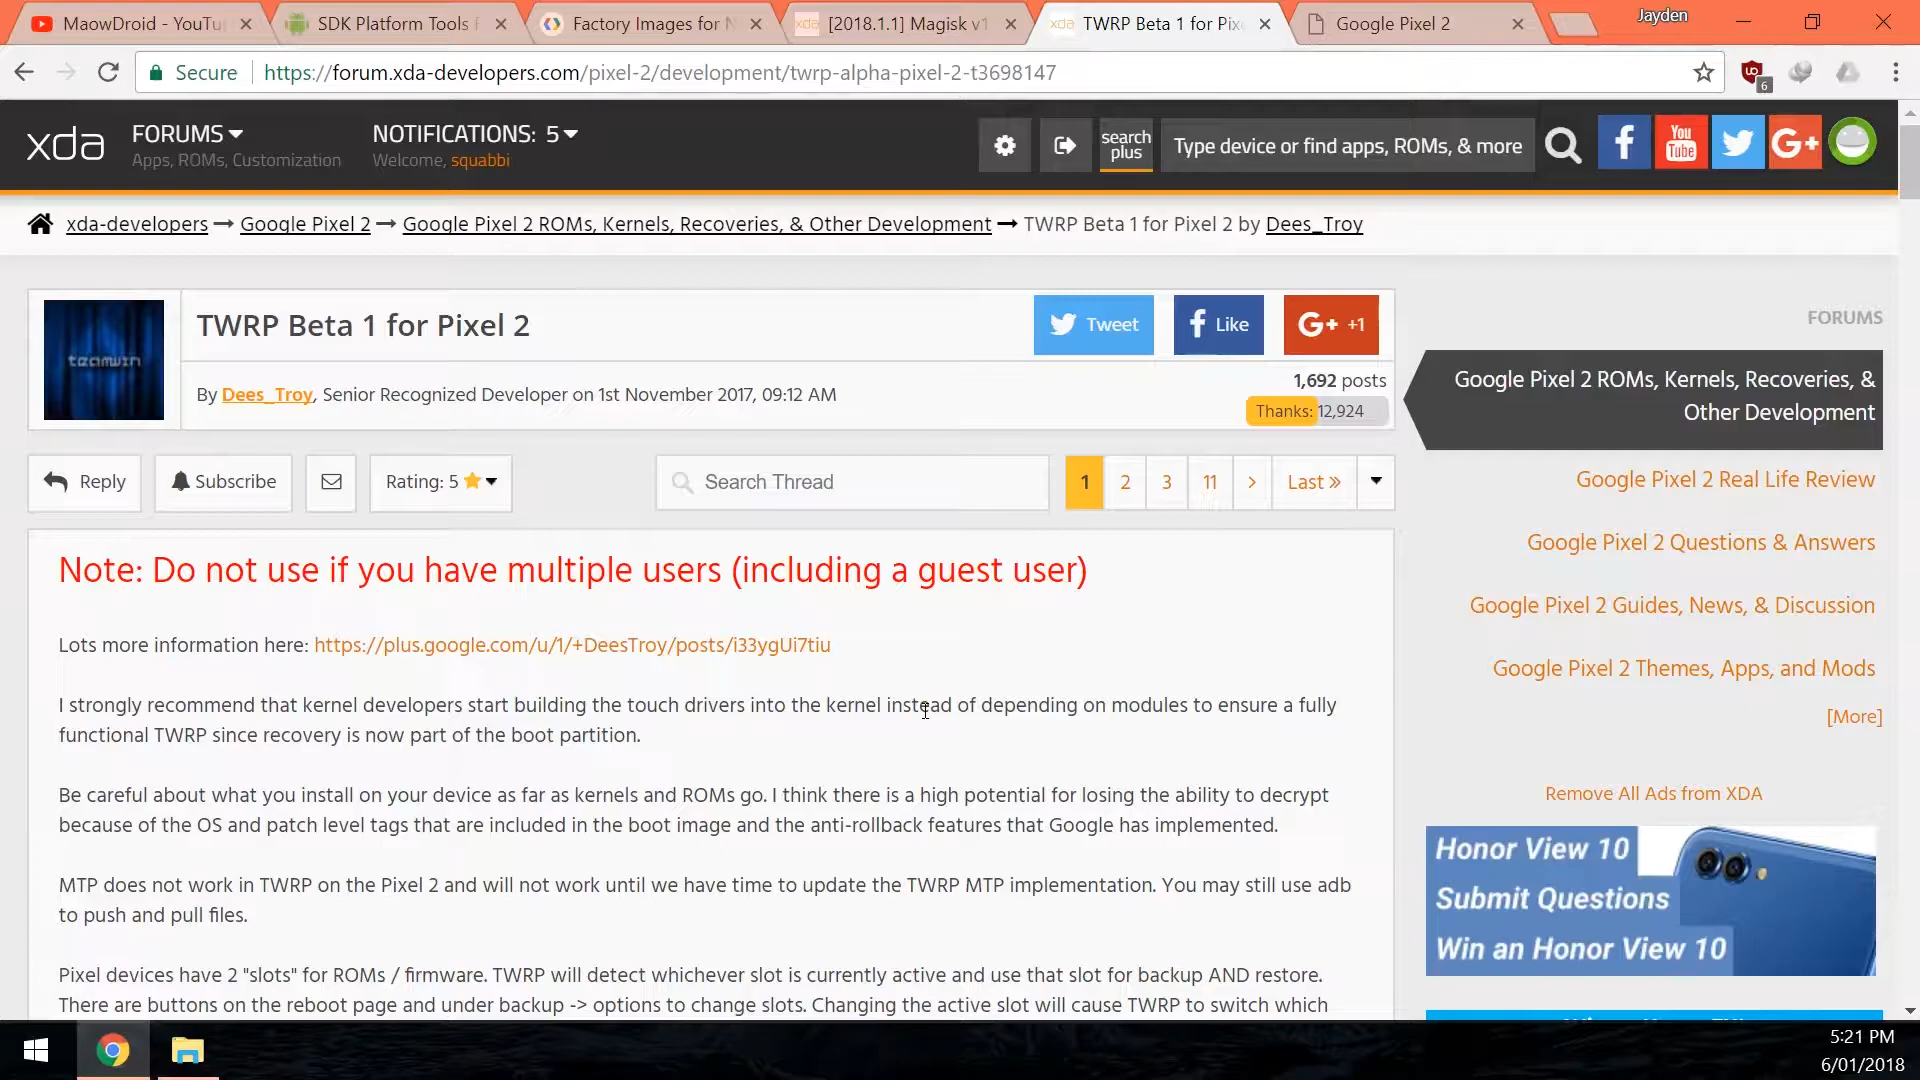 MaowDroid - YouTu
SDK Platform Tools
Factory Images for N
[2018.1.1] Magisk v1
TWRP Beta 1 for Pix
Google Pixel 2
Jayden
Secure
https://forum.xda-developers.com/pixel-2/development/twrp-alpha-pixel-2-t3698147
6
xda
FORUMS
Apps, ROMs, Customization
NOTIFICATIONS: 5
Welcome, squabbi
search plus
Type device or find apps, ROMs, & more
You Tube
G+
xda-developers → Google Pixel 2 → Google Pixel 2 ROMs, Kernels, Recoveries, & Other Development → TWRP Beta 1 for Pixel 2 by Dees_Troy
teamwin
TWRP Beta 1 for Pixel 2
Tweet
Like
G+ +1
By Dees_Troy, Senior Recognized Developer on 1st November 2017, 09:12 AM
1,692 posts
Thanks: 12,924
Reply
Subscribe
Rating: 5
Search Thread
1 2 3 11 > Last »
Note: Do not use if you have multiple users (including a guest user)
Lots more information here: https://plus.google.com/u/1/+DeesTroy/posts/i33ygUi7tiu
I strongly recommend that kernel developers start building the touch drivers into the kernel instead of depending on modules to ensure a fully
functional TWRP since recovery is now part of the boot partition.
Be careful about what you install on your device as far as kernels and ROMs go. I think there is a high potential for losing the ability to decrypt
because of the OS and patch level tags that are included in the boot image and the anti-rollback features that Google has implemented.
MTP does not work in TWRP on the Pixel 2 and will not work until we have time to update the TWRP MTP implementation. You may still use adb
to push and pull files.
Pixel devices have 2 "slots" for ROMs / firmware. TWRP will detect whichever slot is currently active and use that slot for backup AND restore.
There are buttons on the reboot page and under backup -> options to change slots. Changing the active slot will cause TWRP to switch which
FORUMS
Google Pixel 2 ROMs, Kernels, Recoveries, &
Other Development
Google Pixel 2 Real Life Review
Google Pixel 2 Questions & Answers
Google Pixel 2 Guides, News, & Discussion
Google Pixel 2 Themes, Apps, and Mods
[More]
Remove All Ads from XDA
Honor View 10
Submit Questions
Win an Honor View 10
5:21 PM
6/01/2018